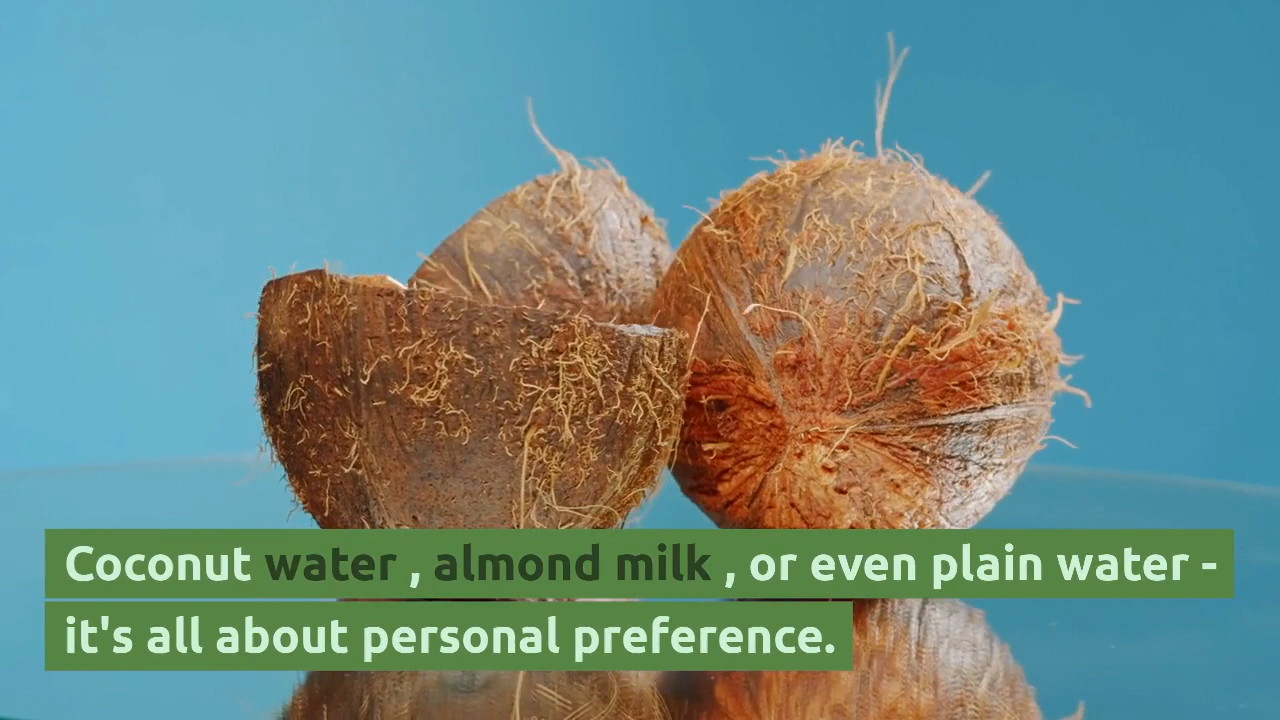 Coconut water , almond milk , or even plain water -
it's all about personal preference.